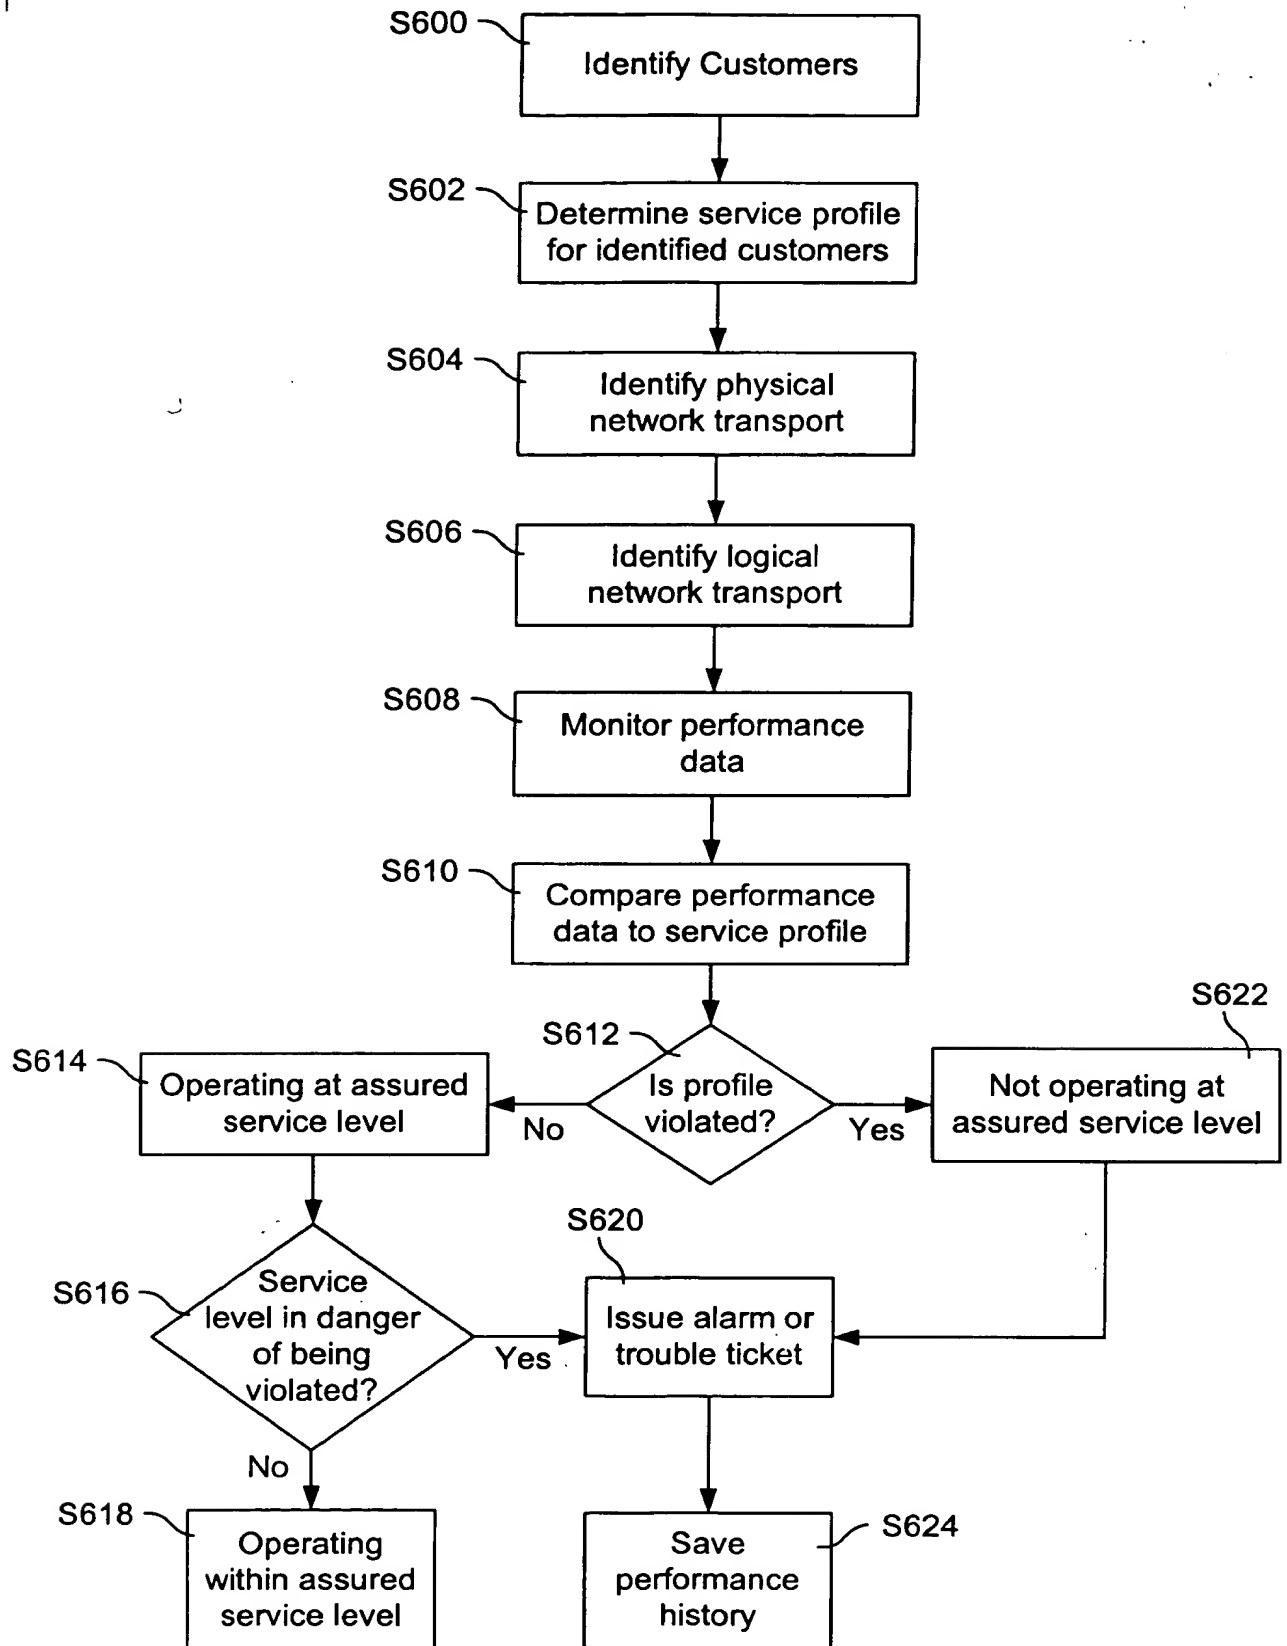 S600
Identify Customers
S602
Determine service profile
for identified customers
S604
Identify physical
network transport
S606
Identify logical
network transport
S608
Monitor performance
data
S610
Compare performance
data to service profile
S612
Is profile
violated?
No
Yes
S614
Operating at assured
service level
S622
Not operating at
assured service level
S616
Service
level in danger
of being
violated?
Yes
No
S620
Issue alarm or
trouble ticket
S618
Operating
within assured
service level
S624
Save
performance
history